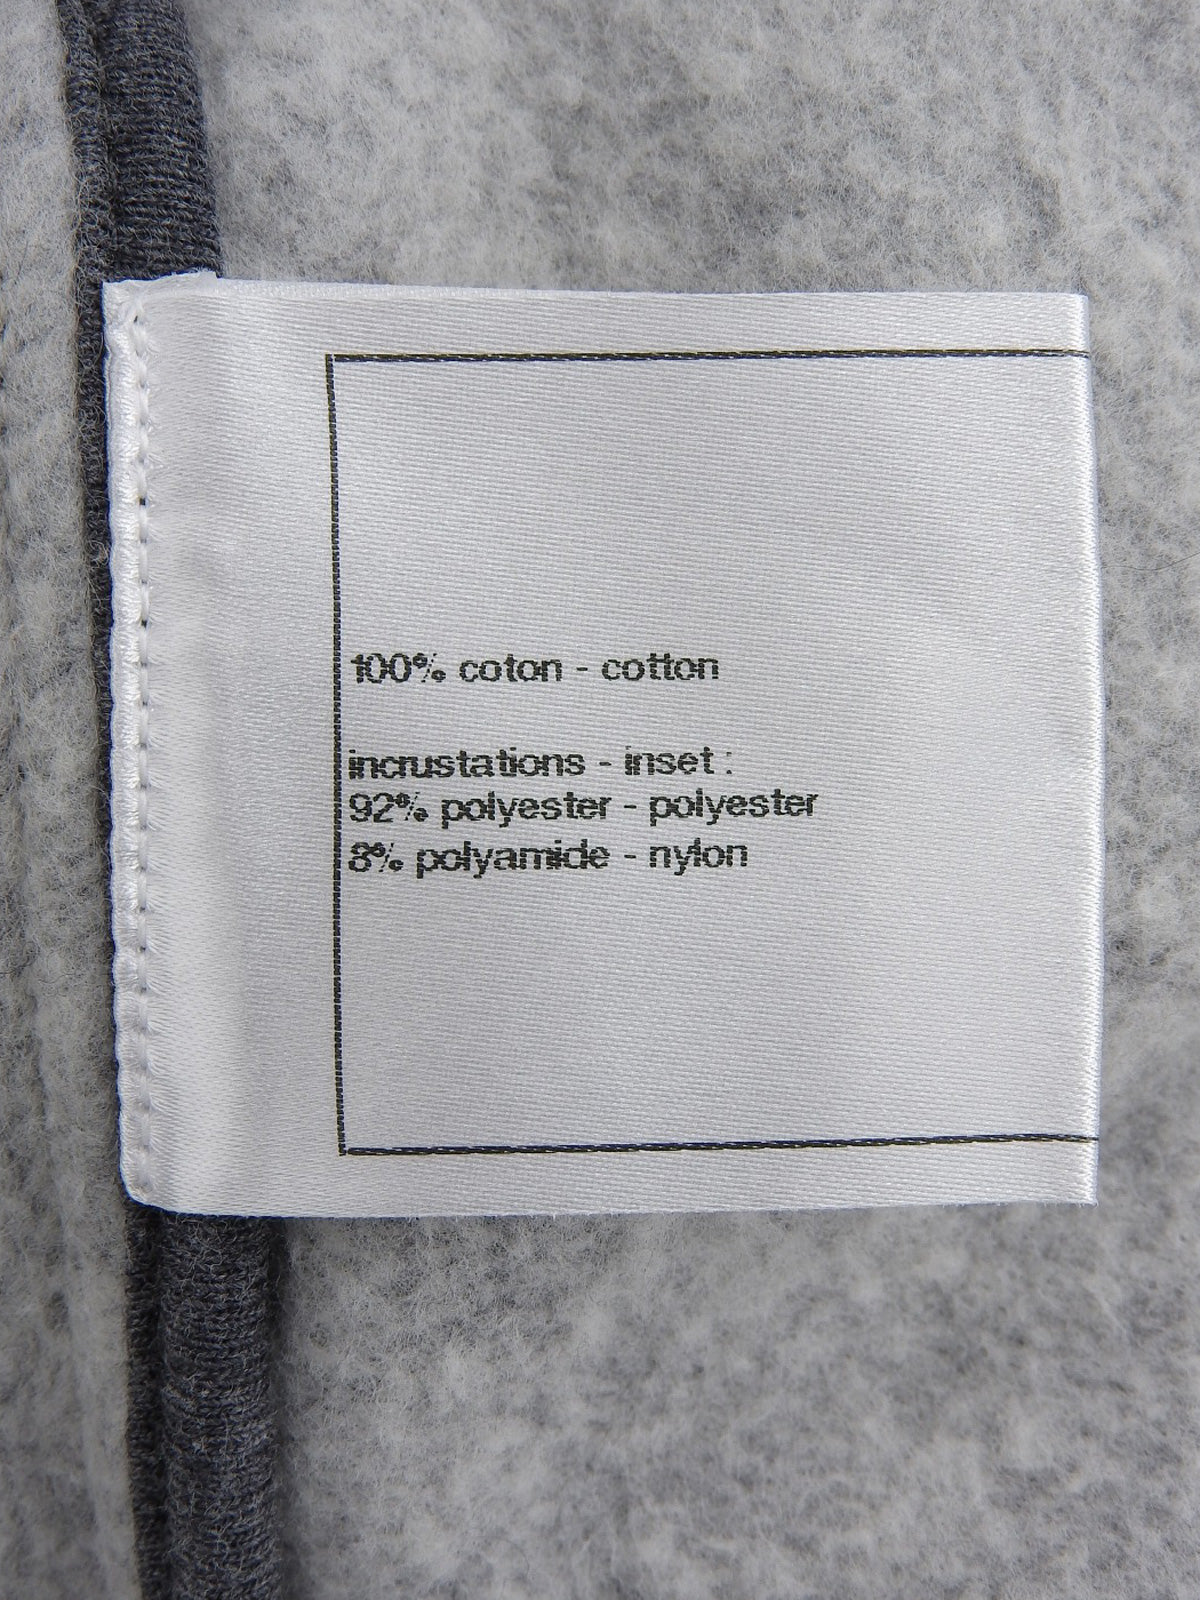 100% coton - cotton
incrustations - inset :
92% polyester - polyester
8% polyamide - nylon